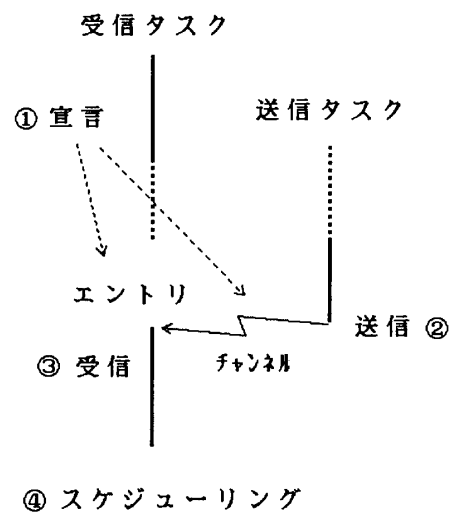 受信タスク
送信タスク
① 宣言
エントリ
送信 ②
チャンネル
③ 受信
④ スケジューリング